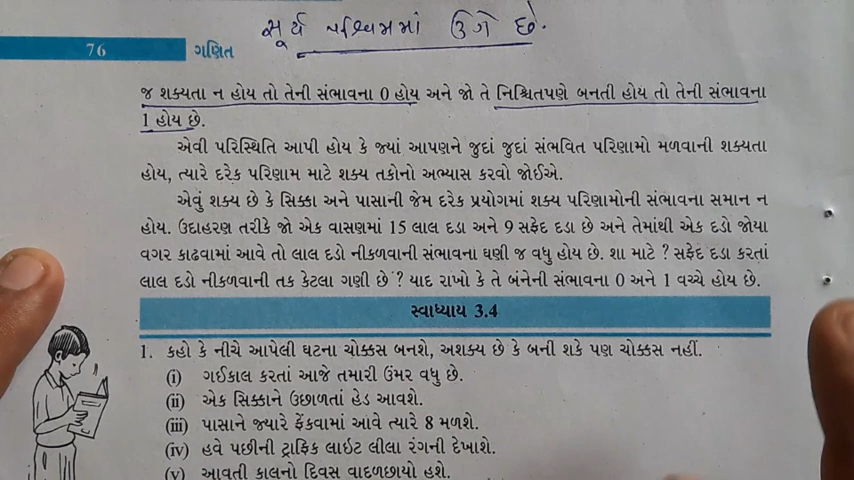 સૂર્ય પશ્ચિમમાં ઉગે છે.
76 ગણિત
જ શક્યતા ન હોય તો તેની સંભાવના 0 હોય અને જો તે નિશ્ચિતપણે બનતી હોય તો તેની સંભાવના
1 હોય છે.
એવી પરિસ્થિતિ આપી હોય કે જ્યાં આપણને જુદાં જુદાં સંભવિત પરિણામો મળવાની શક્યતા
હોય, ત્યારે દરેક પરિણામ માટે શક્ય તકોનો અભ્યાસ કરવો જોઈએ.
એવું શક્ય છે કે સિક્કા અને પાસાની જેમ દરેક પ્રયોગમાં શક્ય પરિણામોની સંભાવના સમાન ન
હોય. ઉદાહરણ તરીકે જો એક વાસણમાં 15 લાલ દડા અને 9 સફેદ દડા છે અને તેમાંથી એક દડો જોયા
વગર કાઢવામાં આવે તો લાલ દડો નીકળવાની સંભાવના ઘણી જ વધુ હોય છે. શા માટે ? સફેદ દડા કરતાં
લાલ દડો નીકળવાની તક કેટલા ગણી છે ? યાદ રાખો કે તે બંનેની સંભાવના 0 અને 1 વચ્ચે હોય છે.
સ્વાધ્યાય 3.4
1. કહો કે નીચે આપેલી ઘટના ચોક્કસ બનશે, અશક્ય છે કે બની શકે પણ ચોક્કસ નહીં.
(i) ગઈકાલ કરતાં આજે તમારી ઉંમર વધુ છે.
(ii) એક સિક્કાને ઉછાળતાં હેડ આવશે.
(iii) પાસાને જ્યારે ફેંકવામાં આવે ત્યારે 8 મળશે.
(iv) હવે પછીની ટ્રાફિક લાઇટ લીલા રંગની દેખાશે.
(v) આવતી કાલનો દિવસ વાદળછાયો હશે.